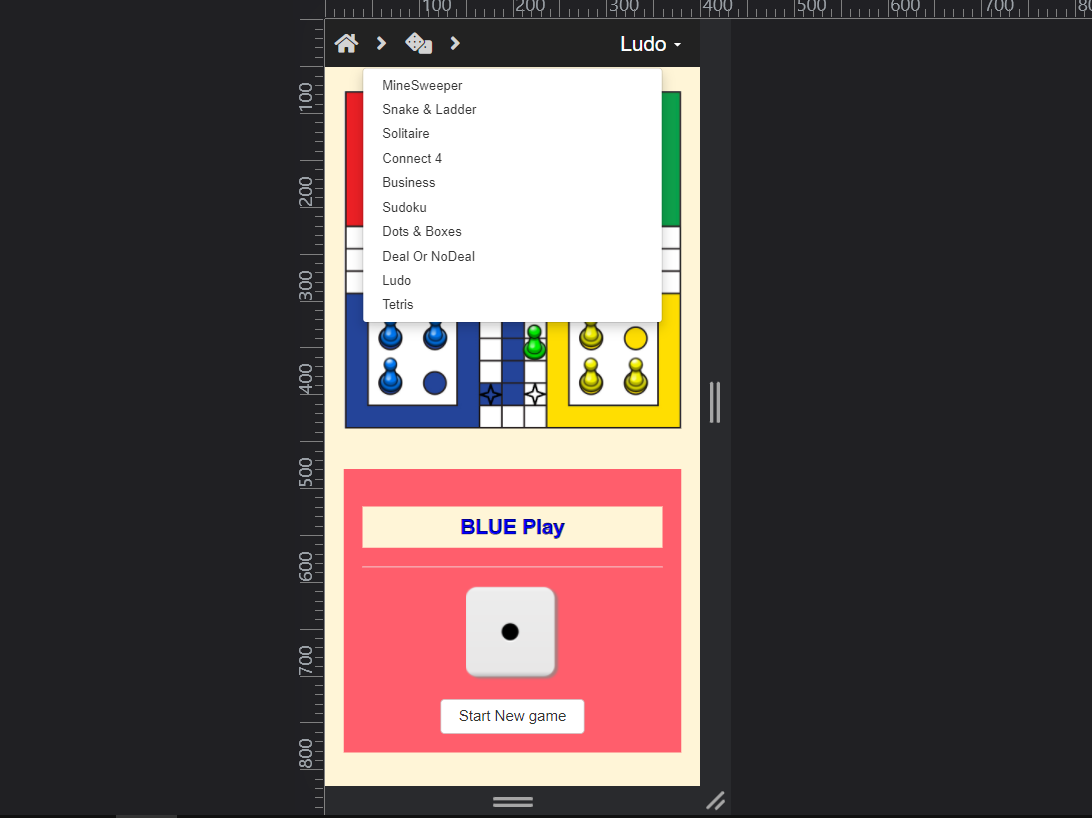 100 200 300 400 500 600 700 80
Ludo
MineSweeper
Snake & Ladder
Solitaire
Connect 4
Business
Sudoku
Dots & Boxes
Deal Or NoDeal
Ludo
Tetris
BLUE Play
Start New game
100
200
300
400
500
600
700
800